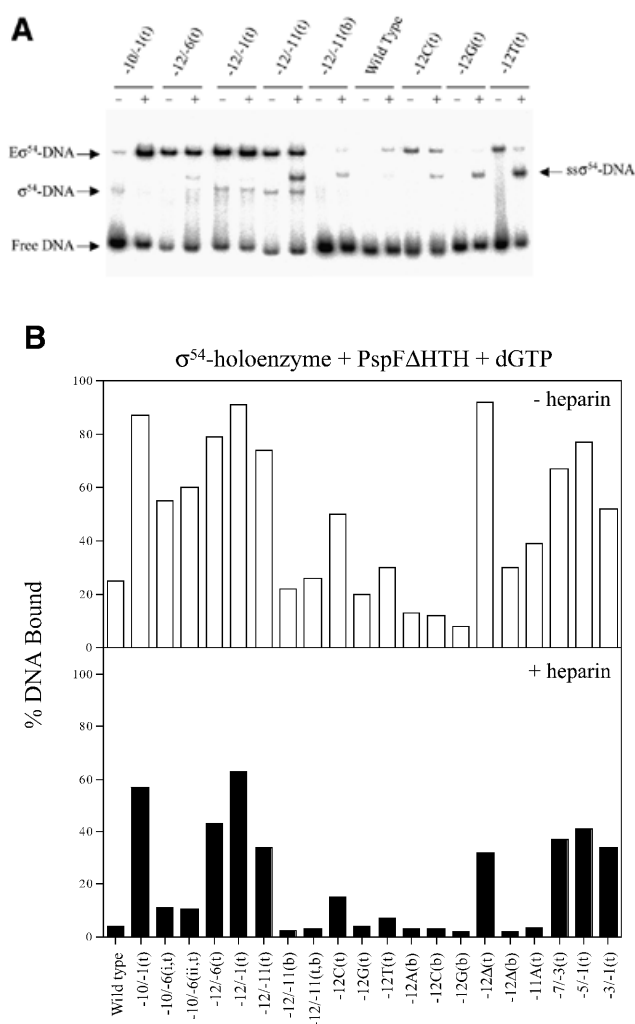 A
-10/-1(t) -12/-6(t) -12/-1(t) -12/-11(t) -12/-11(b) Wild Type -12C(t) -12G(t) -12T(t)
- + - + - + - + - + - + - + - + - +
Eσ⁵⁴-DNA
ssσ⁵⁴-DNA
σ⁵⁴-DNA
Free DNA
B
σ⁵⁴-holoenzyme + PspFΔHTH + dGTP
- heparin
100
80
60
40
20
0
+ heparin
100
80
60
40
20
0
% DNA Bound
Wild type
-10/-1(t)
-10/-6(i,t)
-10/-6(ii,t)
-12/-6(t)
-12/-1(t)
-12/-11(t)
-12/-11(b)
-12/-11(t,b)
-12C(t)
-12G(t)
-12T(t)
-12A(b)
-12C(b)
-12G(b)
-12Δ(t)
-12Δ(b)
-11A(t)
-7/-3(t)
-5/-1(t)
-3/-1(t)